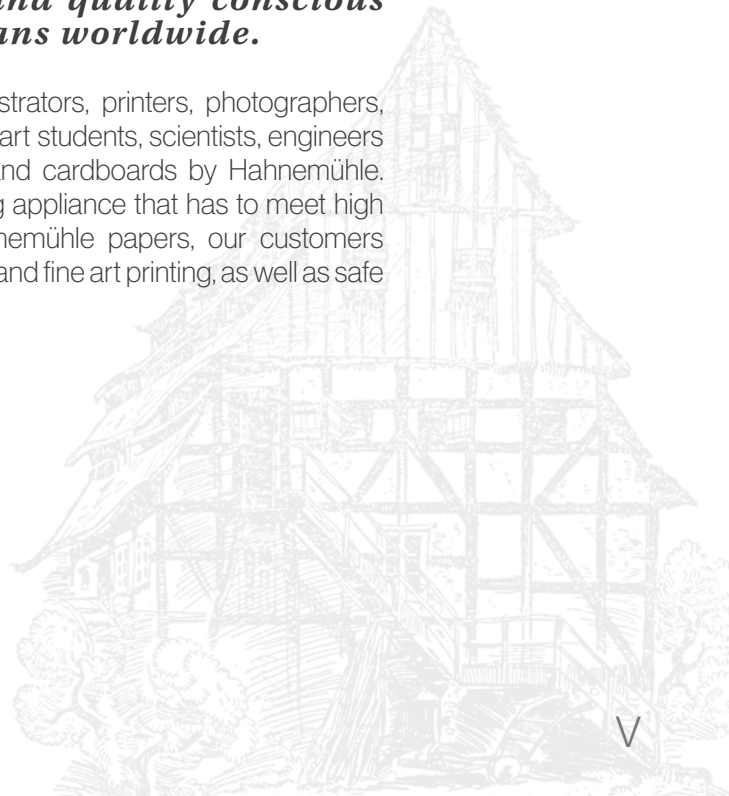 and quality conscious
ans worldwide.
strators, printers, photographers,
art students, scientists, engineers
nd cardboards by Hahnemühle.
g appliance that has to meet high
nemühle papers, our customers
and fine art printing, as well as safe
V